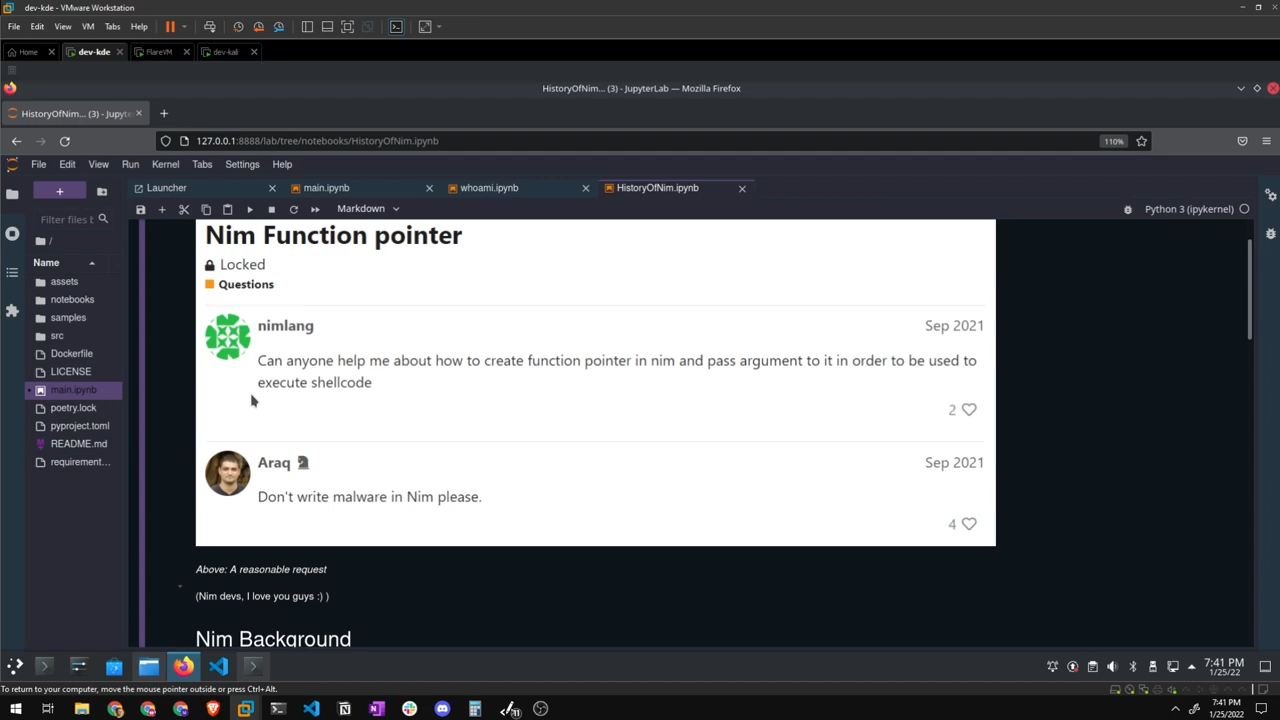 dev-kde - VMware Workstation
File Edit View VM Tabs Help
Home dev-kde FlareVM dev-kali
HistoryOfNim... (3) - JupyterLab — Mozilla Firefox
HistoryOfNim... (3) - Jupyte
127.0.0.1:8888/lab/tree/notebooks/HistoryOfNim.ipynb 110%
File Edit View Run Kernel Tabs Settings Help
Launcher main.ipynb whoami.ipynb HistoryOfNim.ipynb
Markdown Python 3 (ipykernel)
Filter files b
/
Name
assets
notebooks
samples
src
Dockerfile
LICENSE
main.ipynb
poetry.lock
pyproject.toml
README.md
requirement...
Nim Function pointer
Locked
Questions
nimlang Sep 2021
Can anyone help me about how to create function pointer in nim and pass argument to it in order to be used to
execute shellcode
2
Araq Sep 2021
Don't write malware in Nim please.
4
Above: A reasonable request
(Nim devs, I love you guys :) )
Nim Background
7:41 PM
1/25/22
To return to your computer, move the mouse pointer outside or press Ctrl+Alt.
7:41 PM
1/25/2022